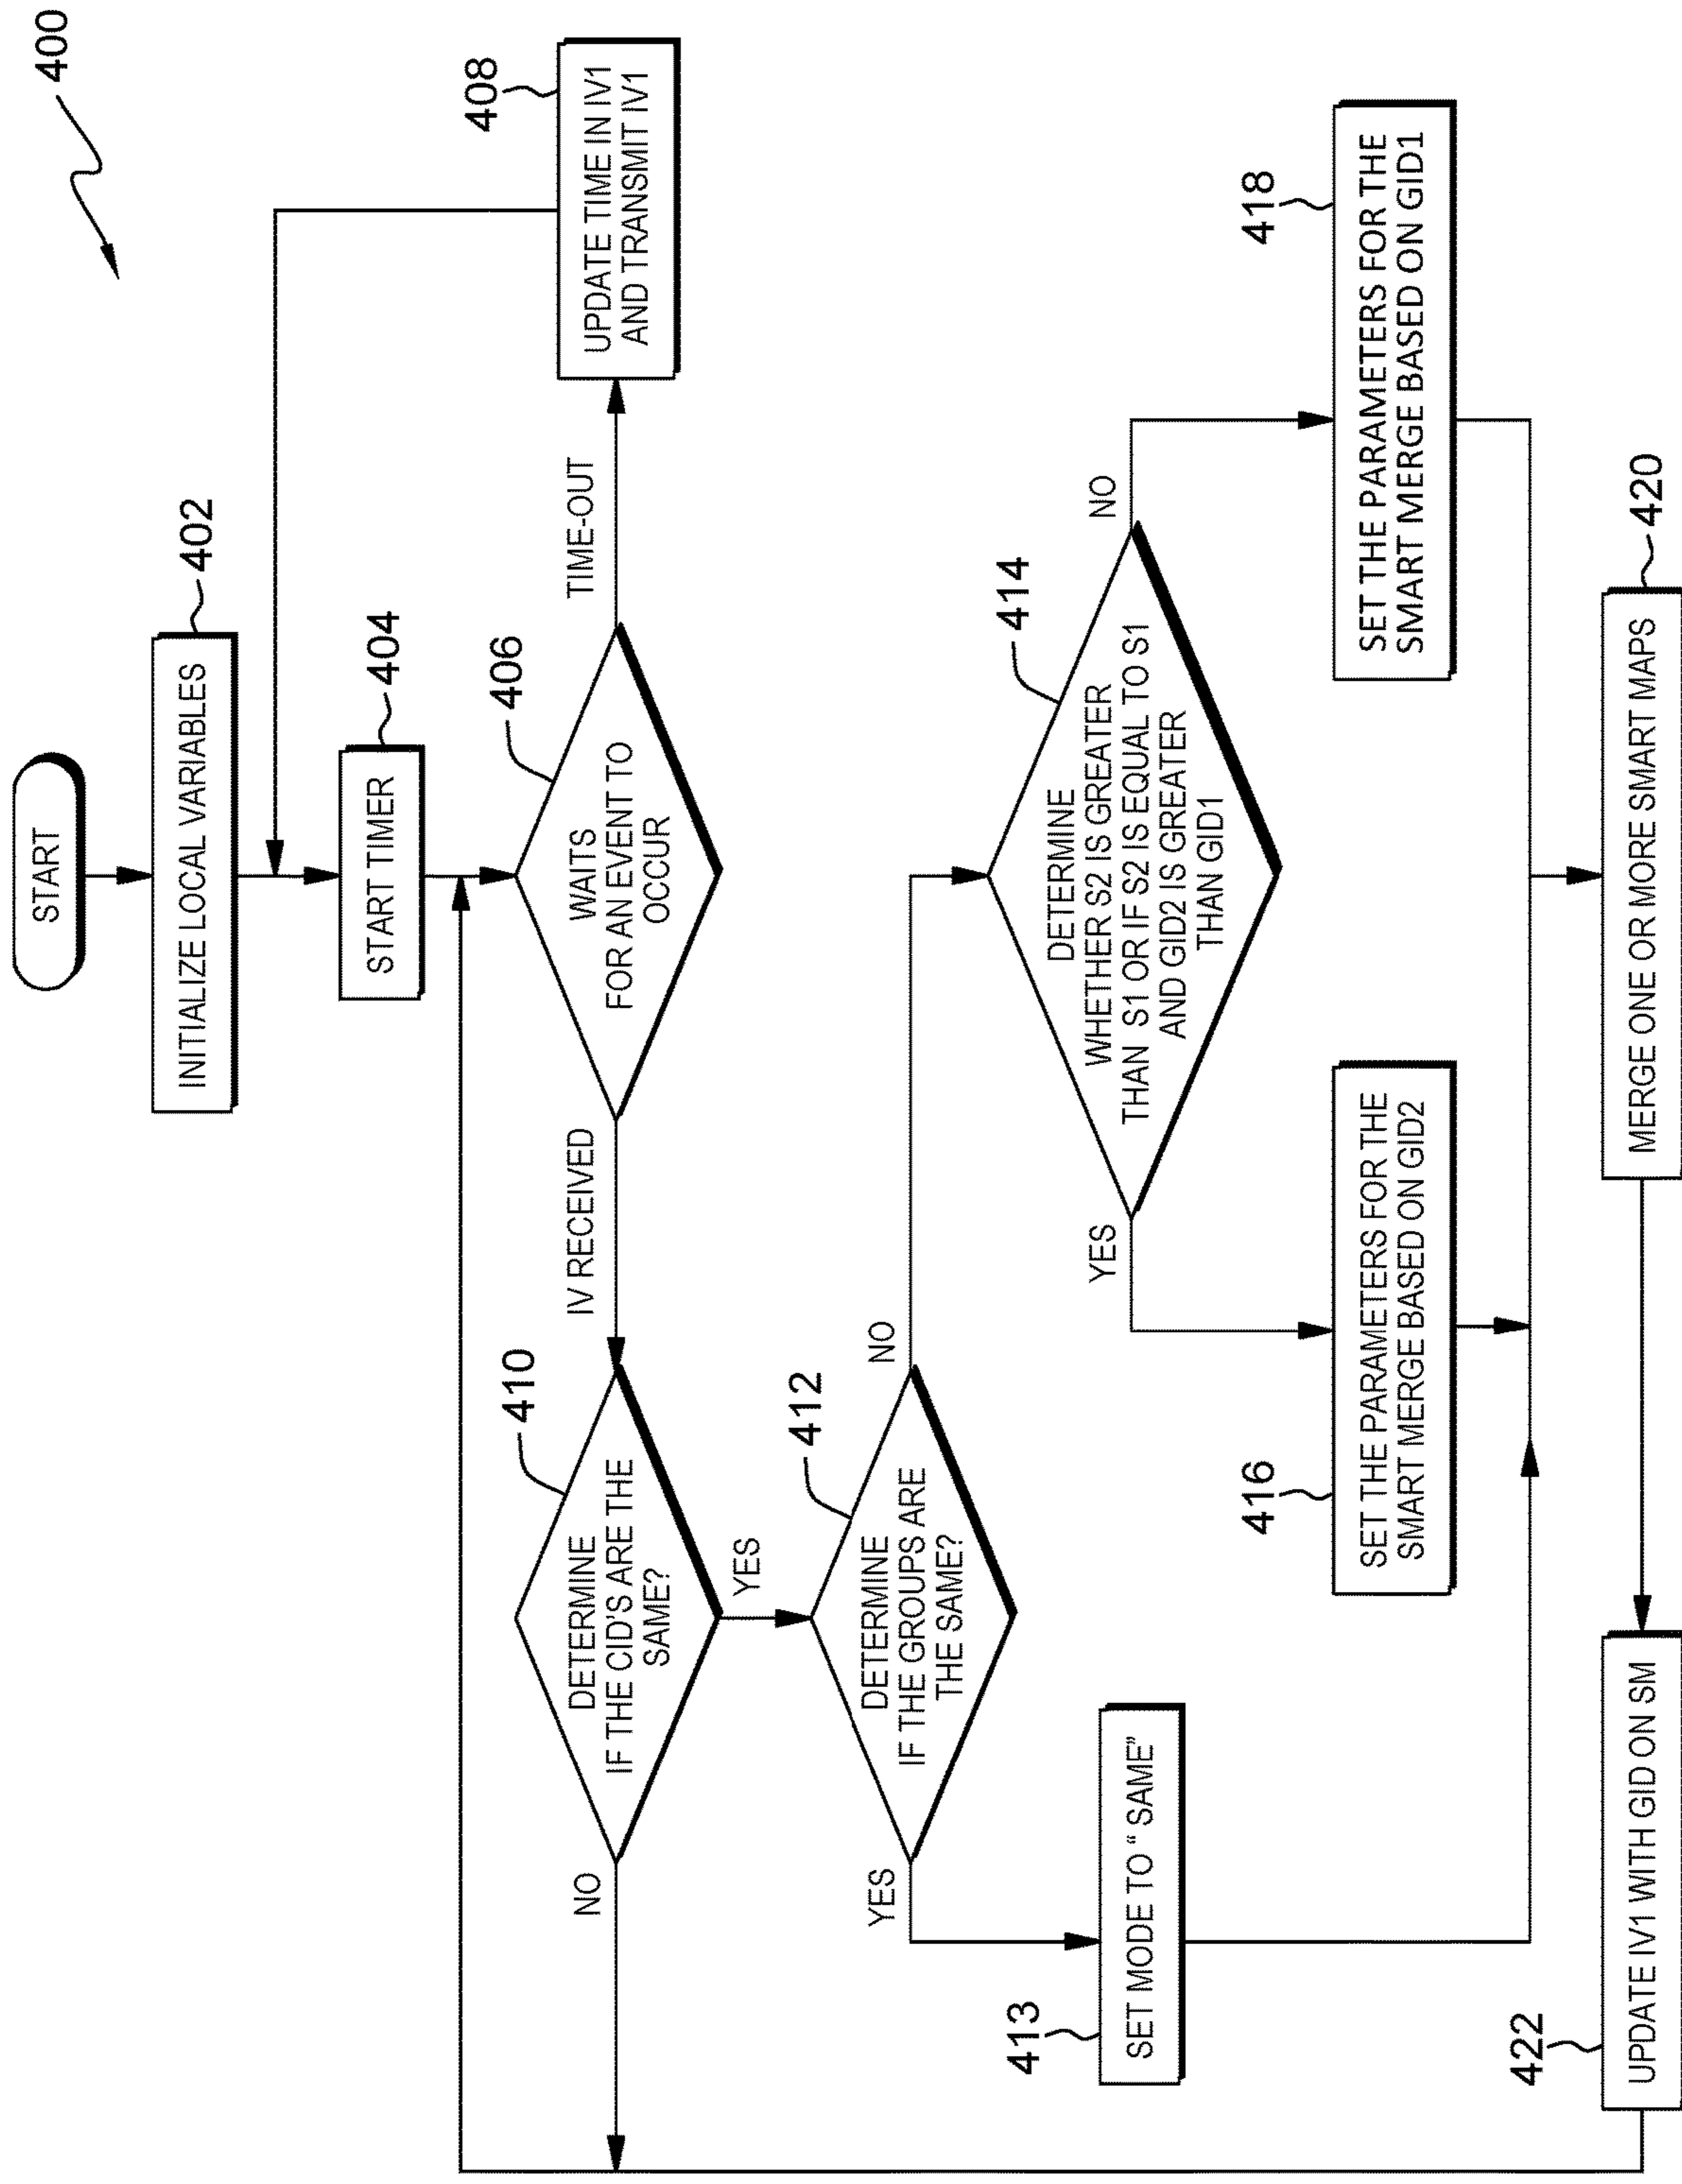 400
START
INITIALIZE LOCAL VARIABLES
402
START TIMER
404
WAITS
FOR AN EVENT TO
OCCUR
406
TIME-OUT
UPDATE TIME IN IV1
AND TRANSMIT IV1
408
IV RECEIVED
DETERMINE
IF THE CID'S ARE THE
SAME?
410
NO
YES
DETERMINE
IF THE GROUPS ARE
THE SAME?
412
YES
NO
SET MODE TO " SAME"
413
DETERMINE
WHETHER S2 IS GREATER
THAN S1 OR IF S2 IS EQUAL TO S1
AND GID2 IS GREATER
THAN GID1
414
YES
NO
SET THE PARAMETERS FOR THE
SMART MERGE BASED ON GID2
416
SET THE PARAMETERS FOR THE
SMART MERGE BASED ON GID1
418
MERGE ONE OR MORE SMART MAPS
420
UPDATE IV1 WITH GID ON SM
422